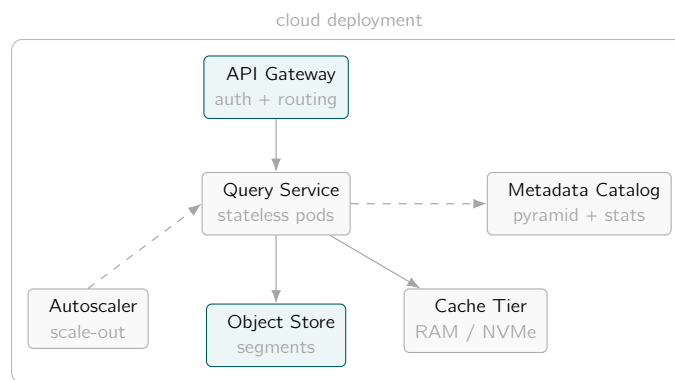 cloud deployment
API Gateway
auth + routing
Query Service
stateless pods
Metadata Catalog
pyramid + stats
Autoscaler
scale-out
Object Store
segments
Cache Tier
RAM / NVMe